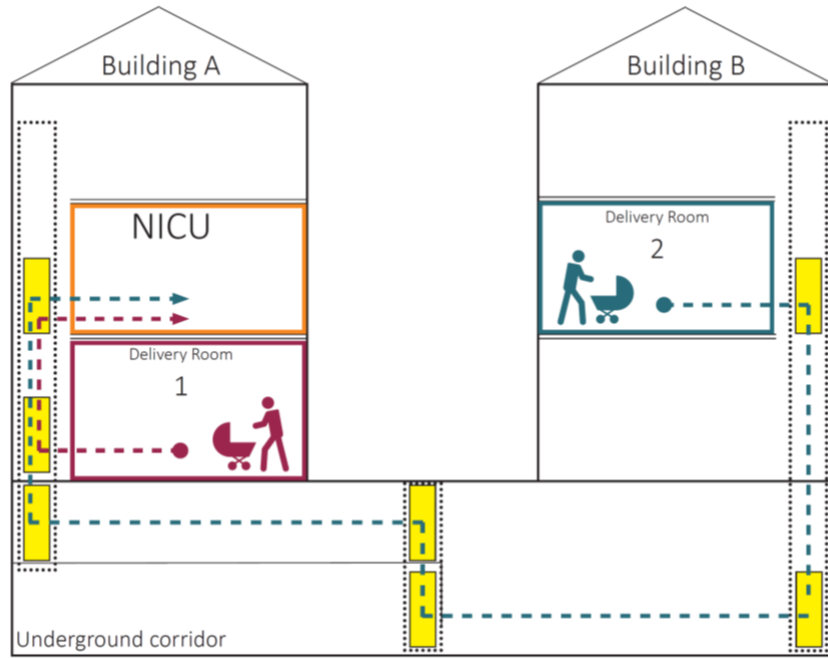 Building A
Building B
NICU
Delivery Room
2
Delivery Room
1
Underground corridor